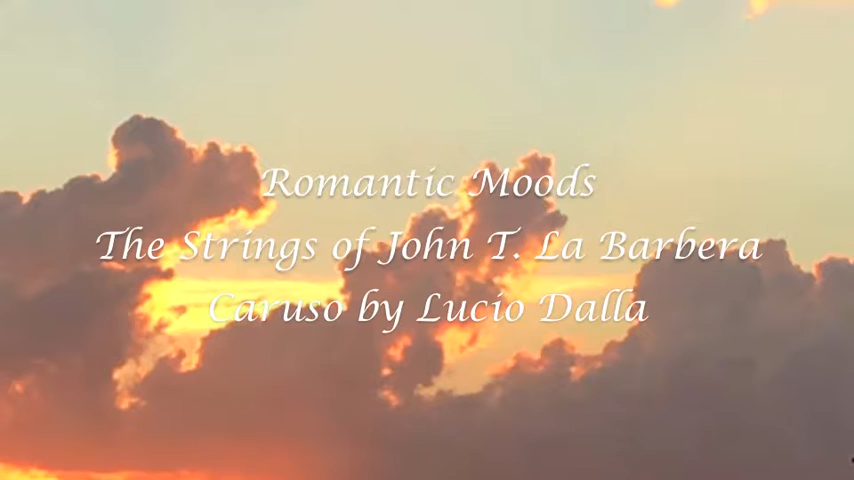 Romantic Moods
The Strings of John T. La Barbera
Caruso by Lucio Dalla